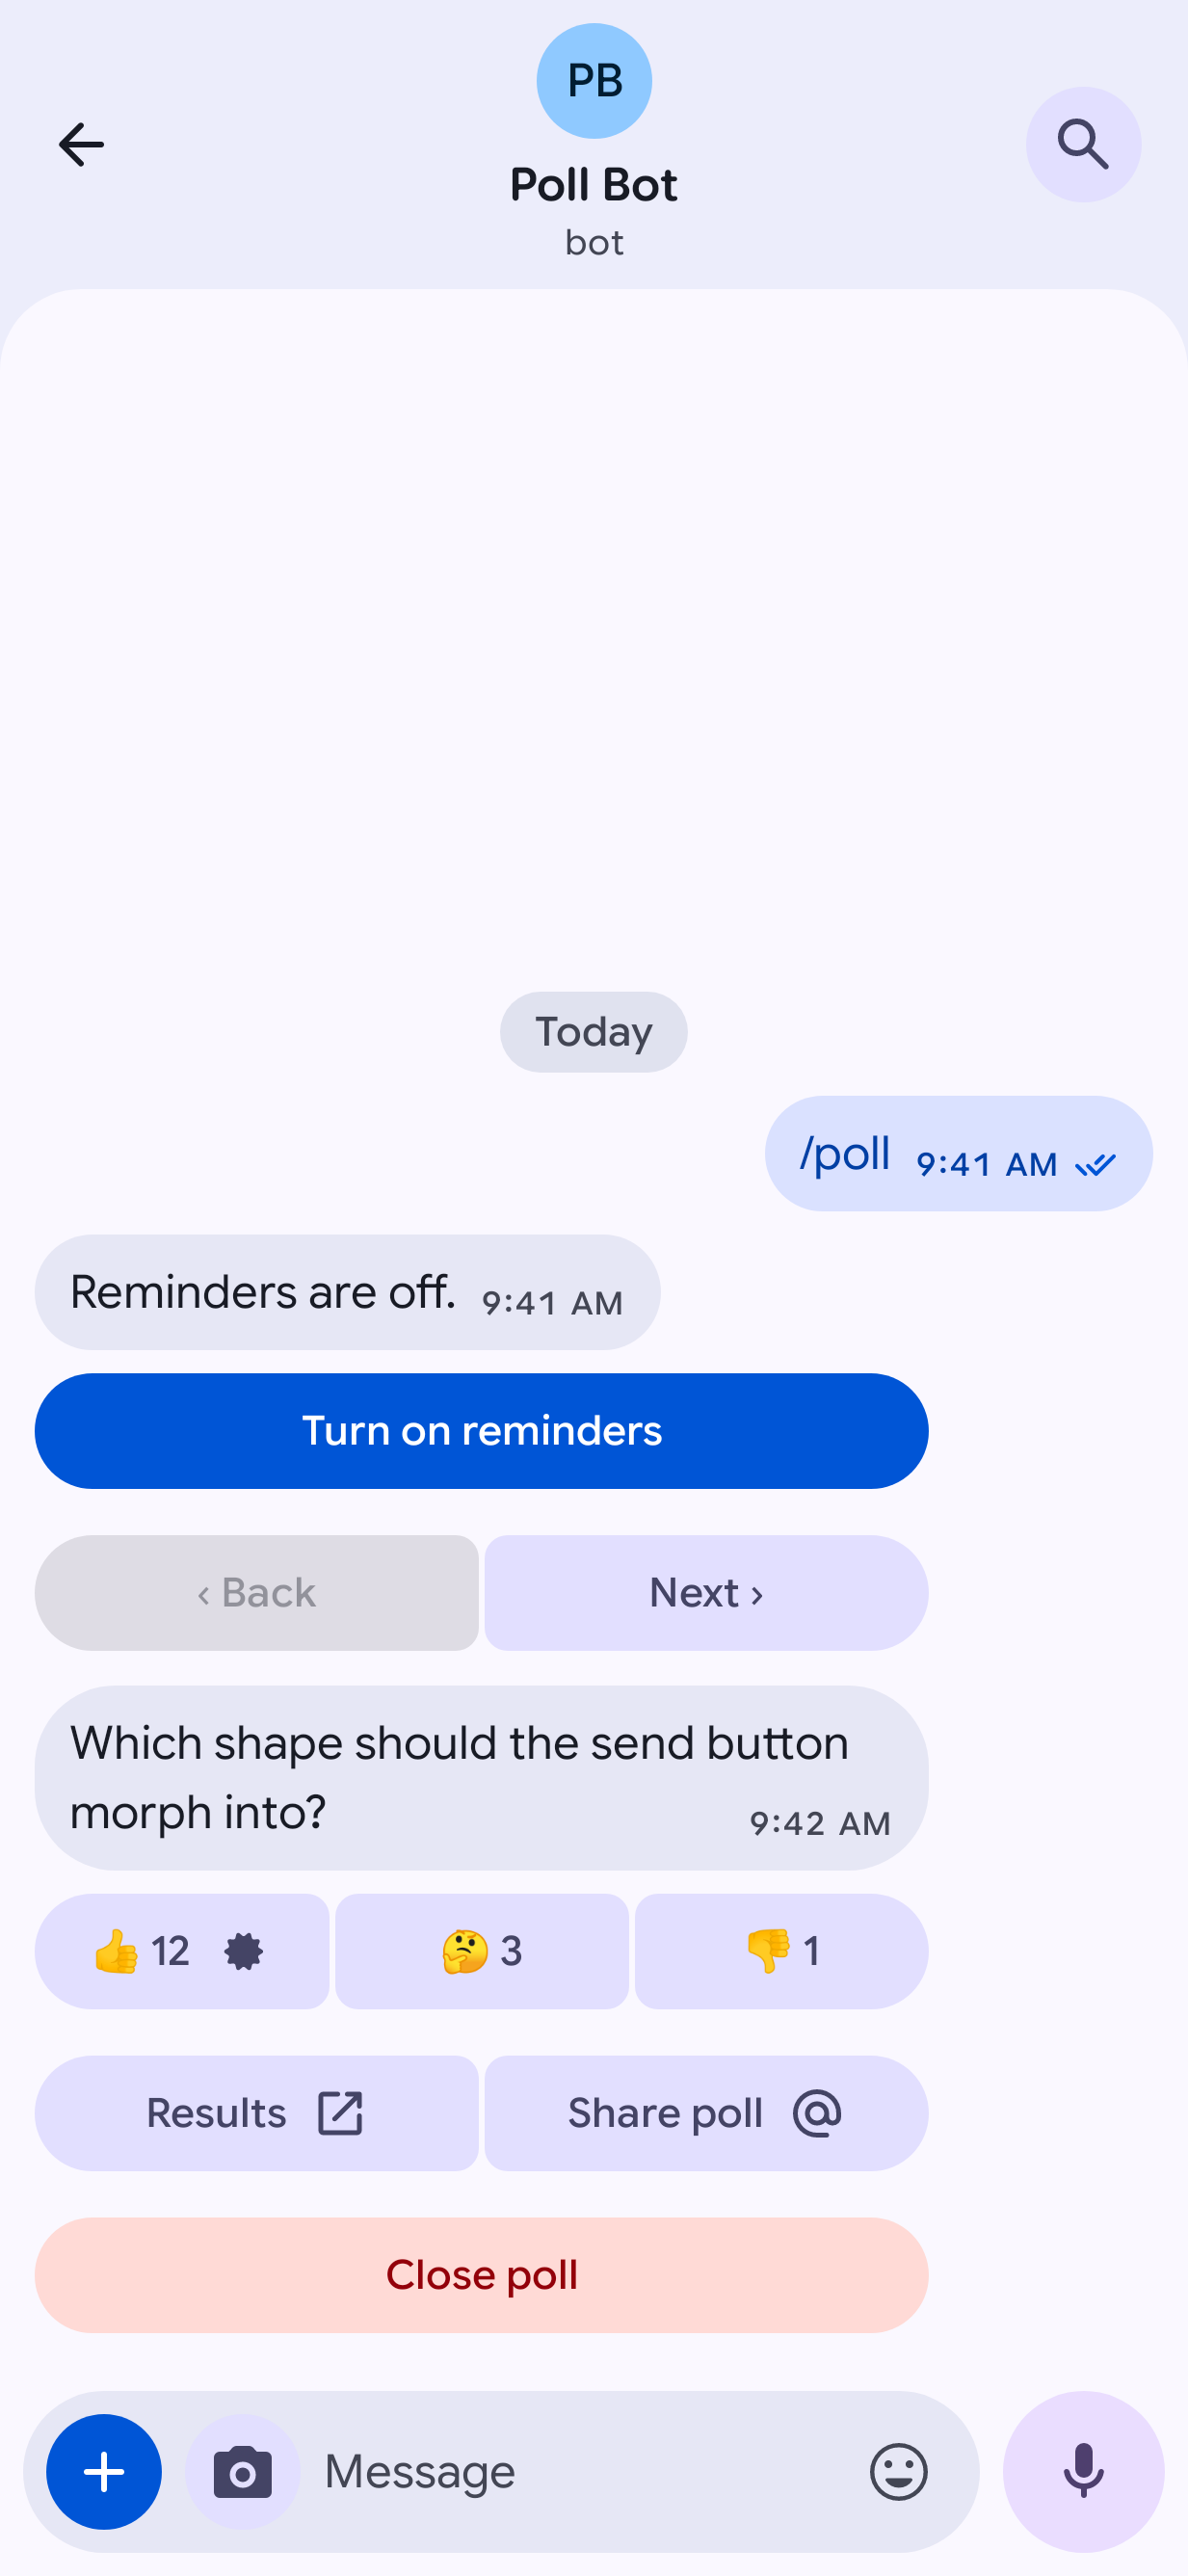 PB
Poll Bot
bot
Today
/poll 9:41 AM
Reminders are off. 9:41 AM
Turn on reminders
‹ Back
Next ›
Which shape should the send button
morph into? 9:42 AM
👍 12
🤔 3
👎 1
Results
Share poll
Close poll
Message